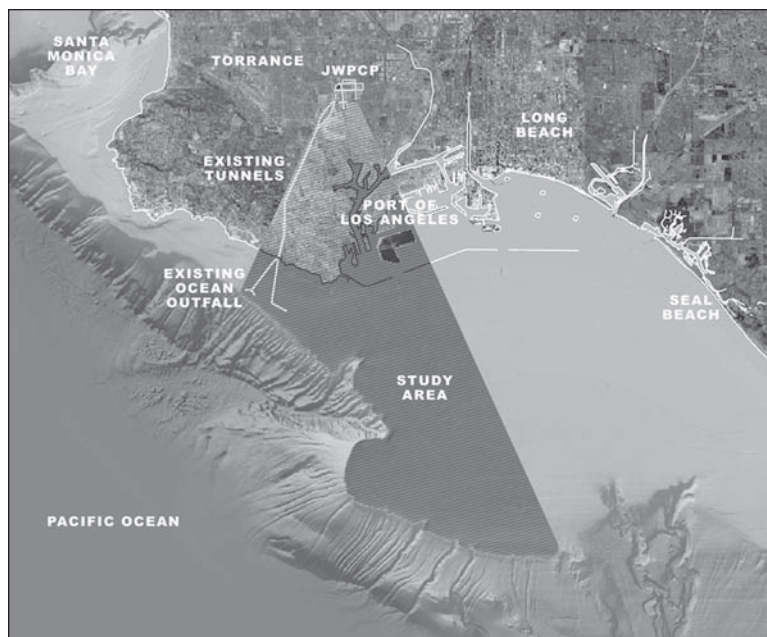 SANTA
MONICA
BAY
TORRANCE
JWPCP
LONG
BEACH
EXISTING
TUNNELS
PORT OF
LOS ANGELES
EXISTING
OCEAN
OUTFALL
SEAL
BEACH
STUDY
AREA
PACIFIC OCEAN